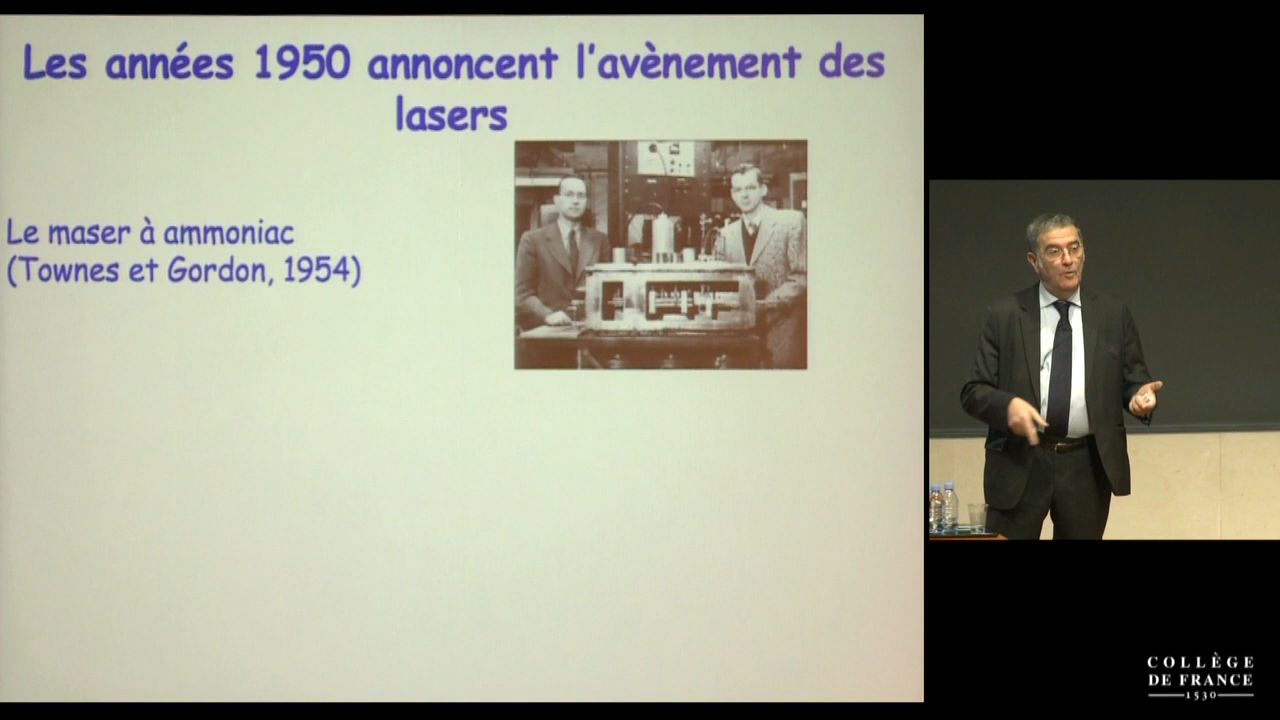 Les années 1950 annoncent l'avènement des
lasers
Le maser à ammoniac
(Townes et Gordon, 1954)
COLLÈGE
DE FRANCE
1530